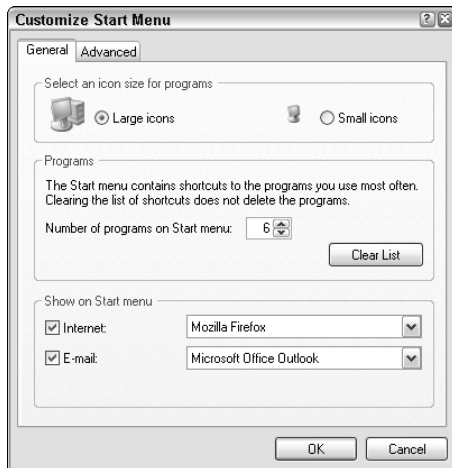 Customize Start Menu
General Advanced
Select an icon size for programs
Large icons Small icons
Programs
The Start menu contains shortcuts to the programs you use most often.
Clearing the list of shortcuts does not delete the programs.
Number of programs on Start menu: 6
Clear List
Show on Start menu
Internet: Mozilla Firefox
E-mail: Microsoft Office Outlook
OK Cancel